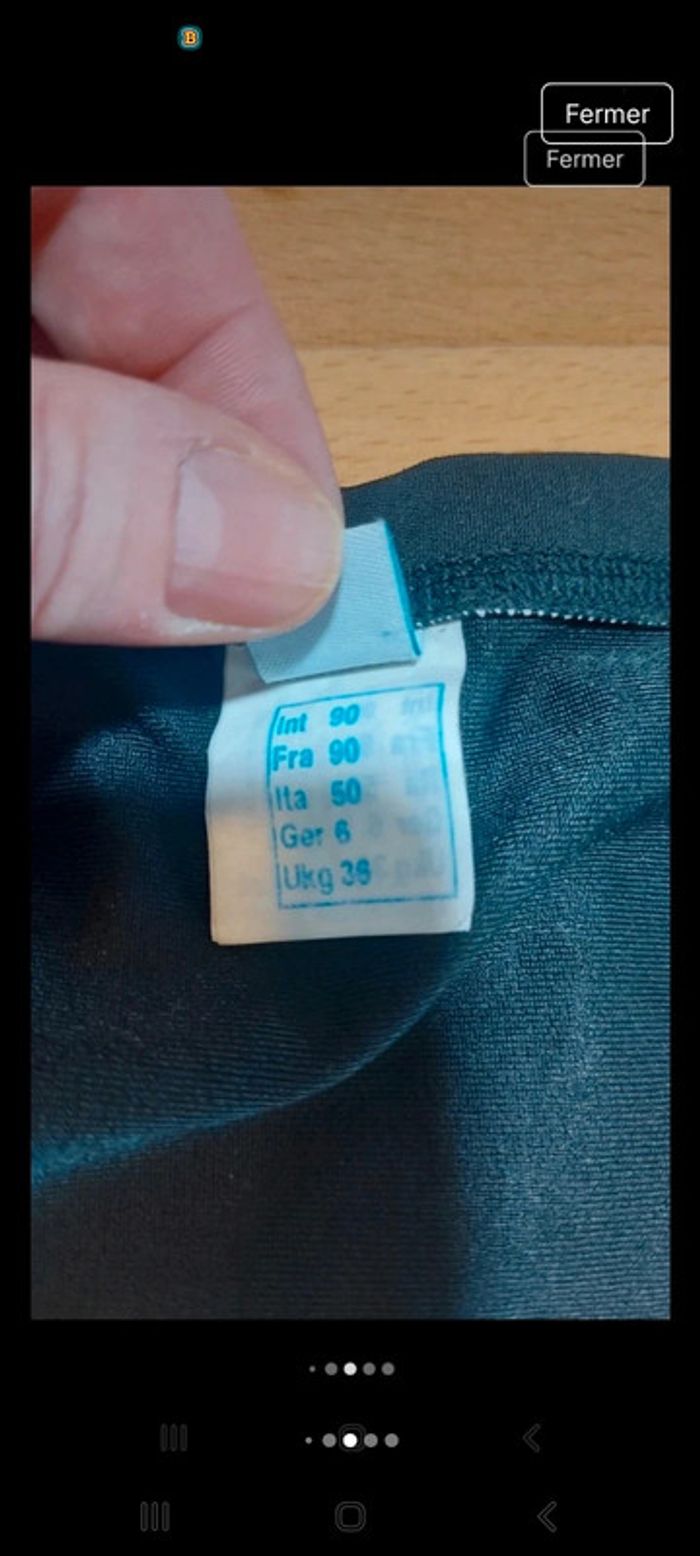 B
Fermer
Fermer
Int 90
Fra 90
Ita 50
Ger 6
Ukg 36